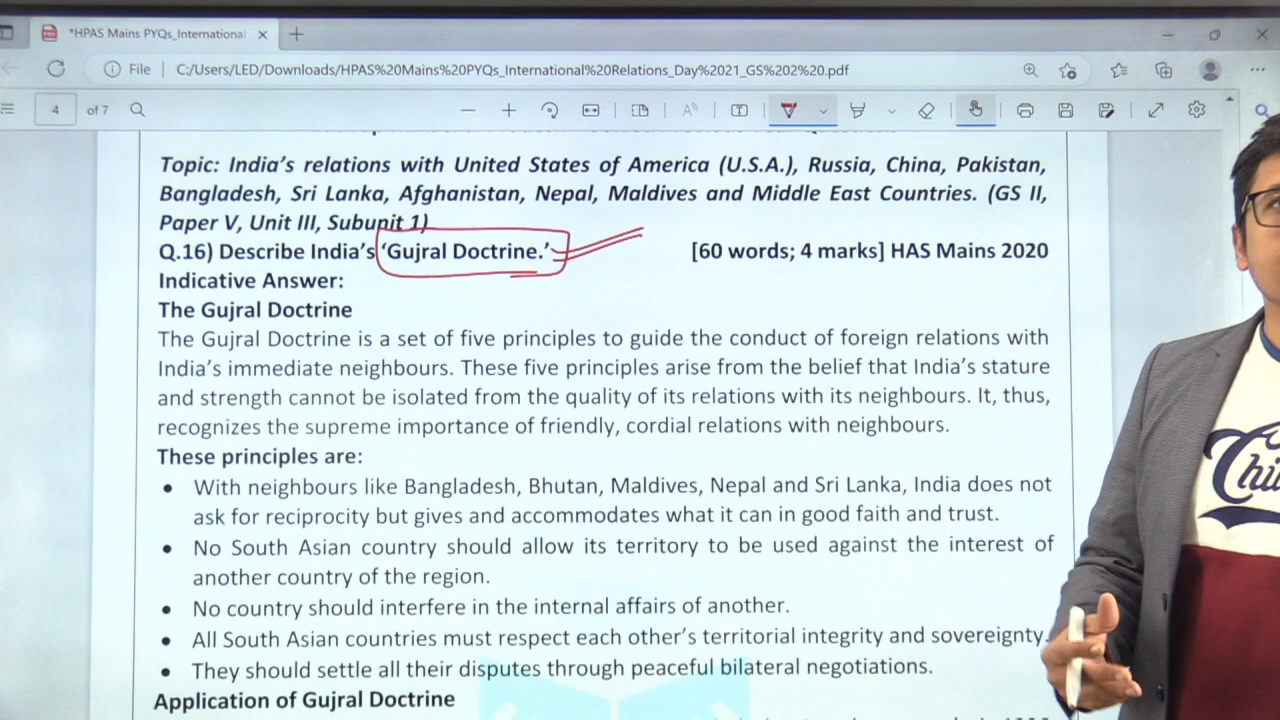 *HPAS Mains PYQs_International
File
C:/Users/LED/Downloads/HPAS%20Mains%20PYQs_International%20Relations_Day%2021_GS%202%20.pdf
4 of 7
Topic: India's relations with United States of America (U.S.A.), Russia, China, Pakistan,
Bangladesh, Sri Lanka, Afghanistan, Nepal, Maldives and Middle East Countries. (GS II,
Paper V, Unit III, Subunit 1)
Q.16) Describe India's 'Gujral Doctrine.' [60 words; 4 marks] HAS Mains 2020
Indicative Answer:
The Gujral Doctrine
The Gujral Doctrine is a set of five principles to guide the conduct of foreign relations with
India's immediate neighbours. These five principles arise from the belief that India's stature
and strength cannot be isolated from the quality of its relations with its neighbours. It, thus,
recognizes the supreme importance of friendly, cordial relations with neighbours.
These principles are:
• With neighbours like Bangladesh, Bhutan, Maldives, Nepal and Sri Lanka, India does not
ask for reciprocity but gives and accommodates what it can in good faith and trust.
• No South Asian country should allow its territory to be used against the interest of
another country of the region.
• No country should interfere in the internal affairs of another.
• All South Asian countries must respect each other's territorial integrity and sovereignty.
• They should settle all their disputes through peaceful bilateral negotiations.
Application of Gujral Doctrine